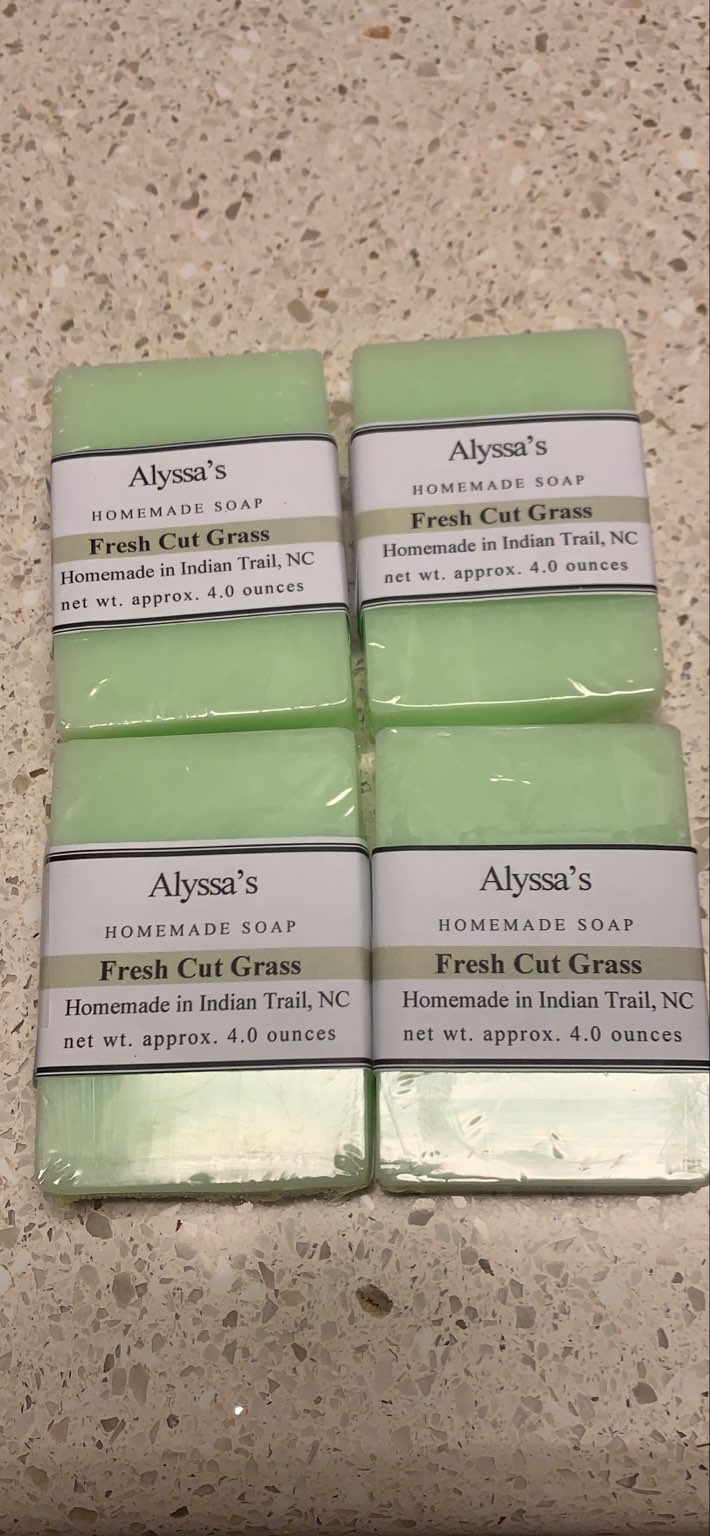 Alyssa's
HOMEMADE SOAP
Fresh Cut Grass
Homemade in Indian Trail, NC
net wt. approx. 4.0 ounces
Alyssa's
HOMEMADE SOAP
Fresh Cut Grass
Homemade in Indian Trail, NC
net wt. approx. 4.0 ounces
Alyssa's
HOMEMADE SOAP
Fresh Cut Grass
Homemade in Indian Trail, NC
net wt. approx. 4.0 ounces
Alyssa's
HOMEMADE SOAP
Fresh Cut Grass
Homemade in Indian Trail, NC
net wt. approx. 4.0 ounces